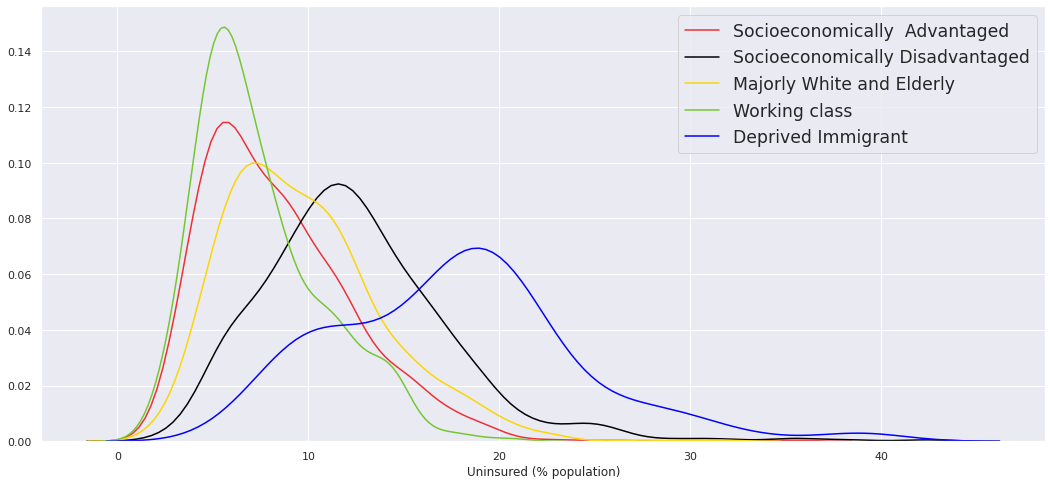 Socioeconomically  Advantaged
Socioeconomically Disadvantaged
Majorly White and Elderly
Working class
Deprived Immigrant
0.14
0.12
0.10
0.08
0.06
0.04
0.02
0.00
0 10 20 30 40
Uninsured (% population)